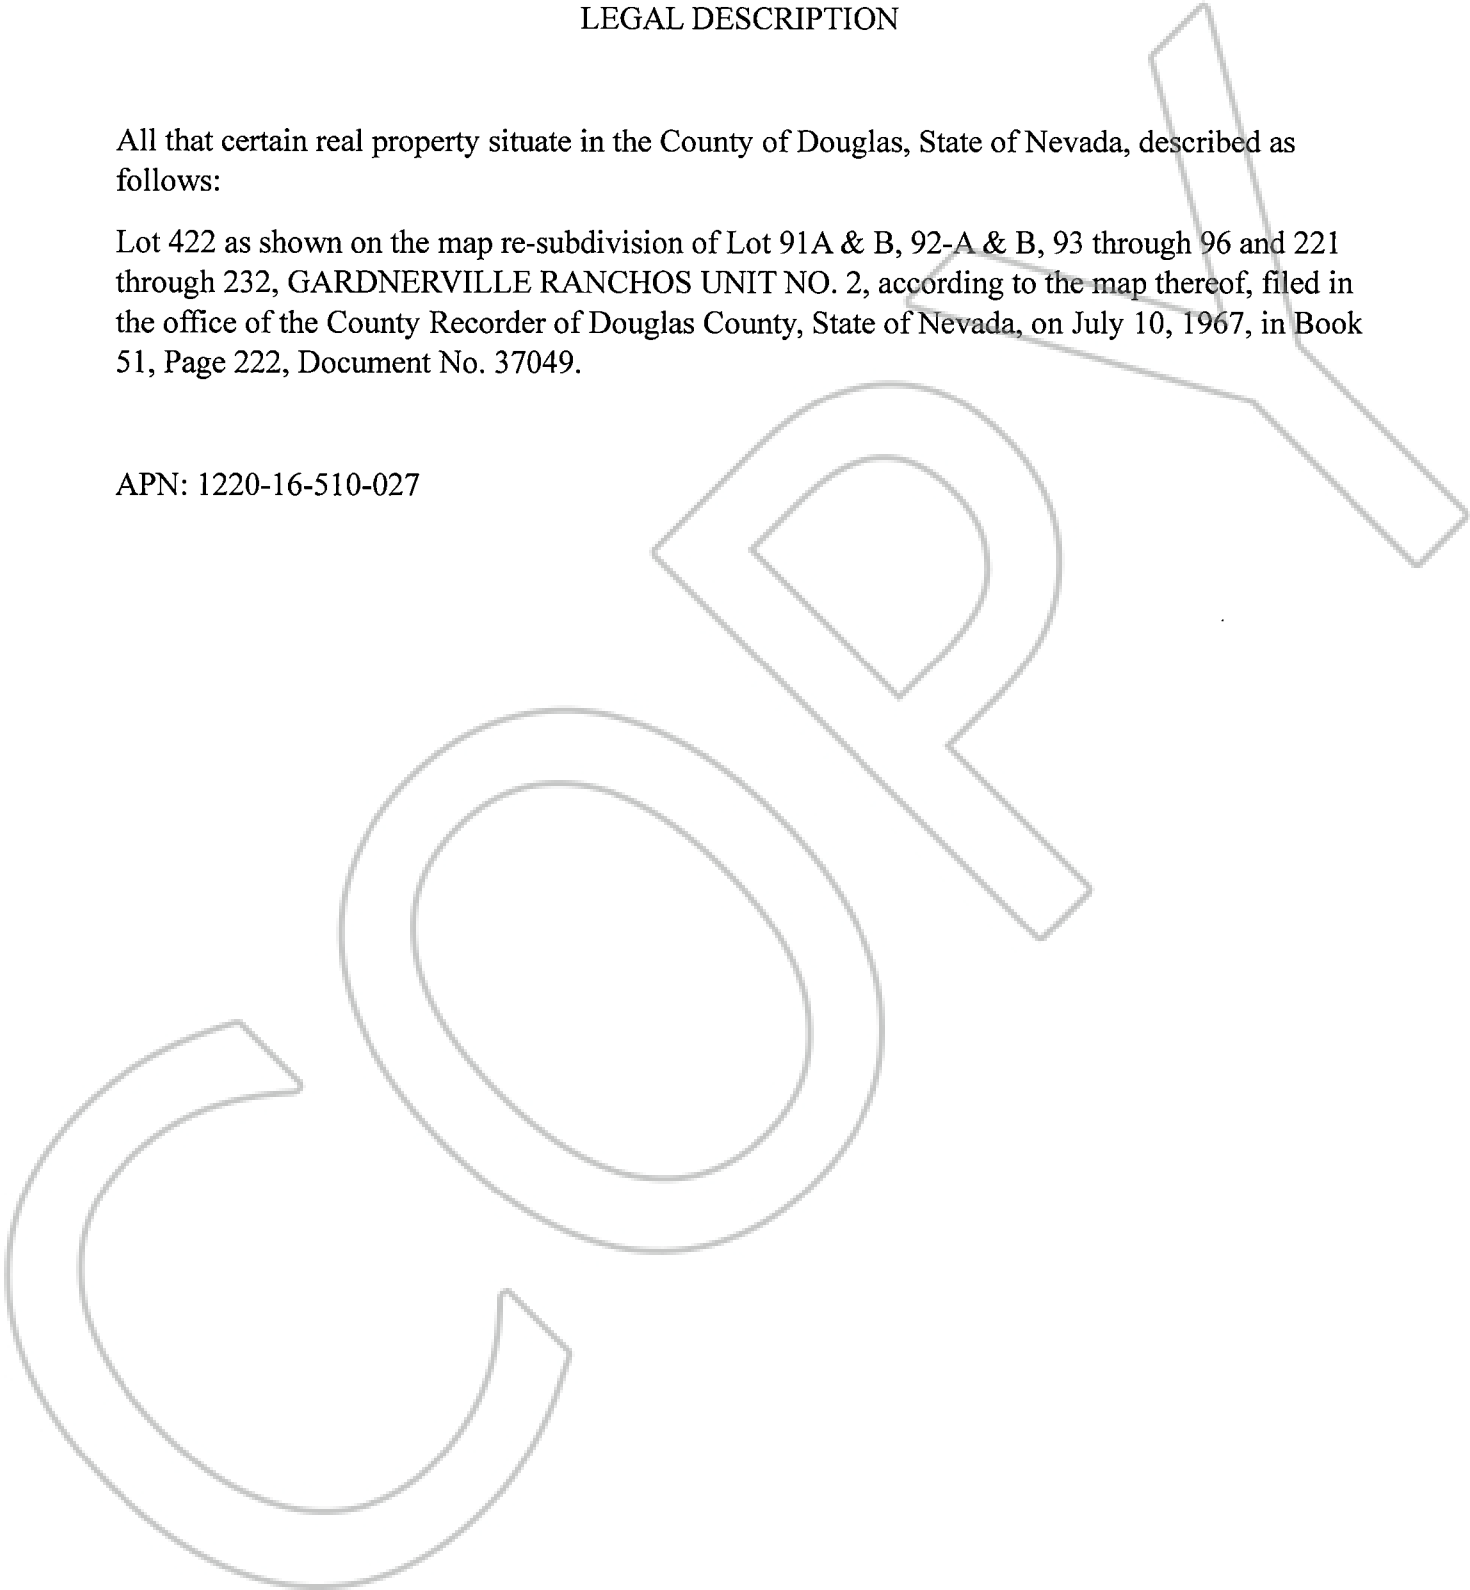 LEGAL DESCRIPTION
All that certain real property situate in the County of Douglas, State of Nevada, described as
follows:
Lot 422 as shown on the map re-subdivision of Lot 91A & B, 92-A & B, 93 through 96 and 221
through 232, GARDNERVILLE RANCHOS UNIT NO. 2, according to the map thereof, filed in
the office of the County Recorder of Douglas County, State of Nevada, on July 10, 1967, in Book
51, Page 222, Document No. 37049.
APN: 1220-16-510-027
COPY